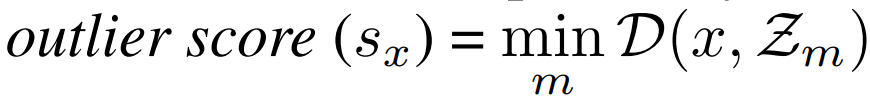 outlier score (sₓ) = min 𝒟(x, 𝒵ₘ)
m